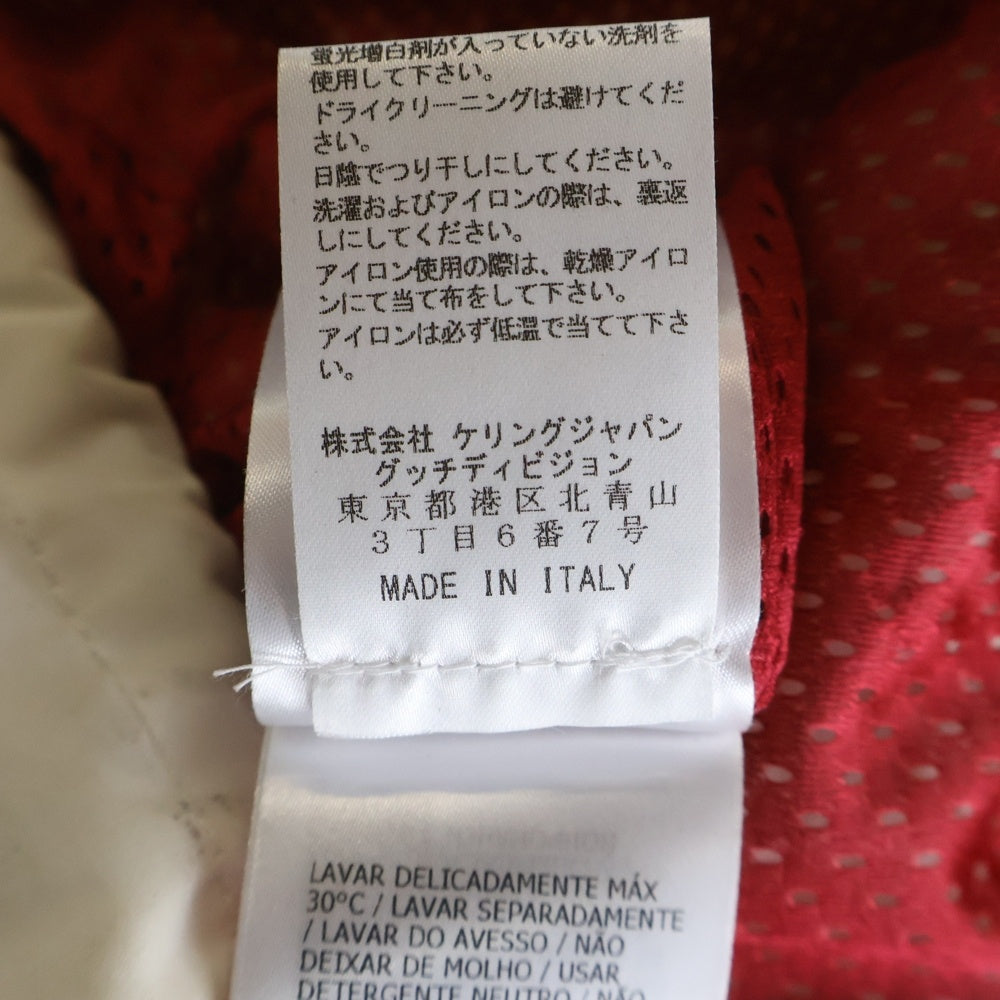 蛍光増白剤が入っていない洗剤を
使用して下さい。
ドライクリーニングは避けてくだ
さい。
日陰でつり干しにしてください。
洗濯およびアイロンの際は、裏返
しにしてください。
アイロン使用の際は、乾燥アイロ
ンにて当て布をして下さい。
アイロンは必ず低温で当てて下さ
い。
株式会社 ケリングジャパン
グッチディビジョン
東京都港区北青山
3丁目6番7号
MADE IN ITALY
LAVAR DELICADAMENTE MÁX
30°C / LAVAR SEPARADAMENTE
/ LAVAR DO AVESSO / NÃO
DEIXAR DE MOLHO / USAR
DETERGENTE NEUTRO / NÃO